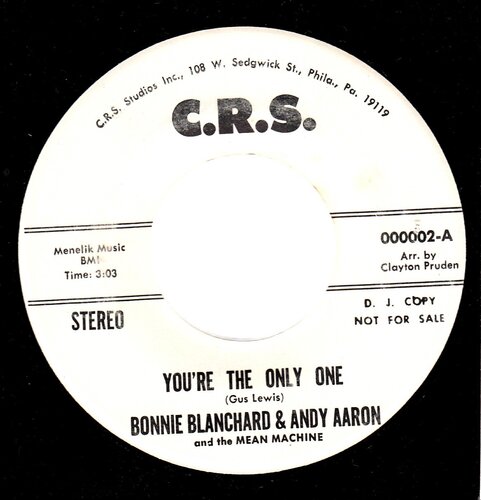 C.R.S. Studios Inc., 108 W. Sedgwick St., Phila., Pa. 19119
C.R.S.
Menelik Music
BMI
Time: 3:03
STEREO
000002-A
Arr. by
Clayton Pruden
D. J. COPY
NOT FOR SALE
YOU'RE THE ONLY ONE
(Gus Lewis)
BONNIE BLANCHARD & ANDY AARON
and the MEAN MACHINE